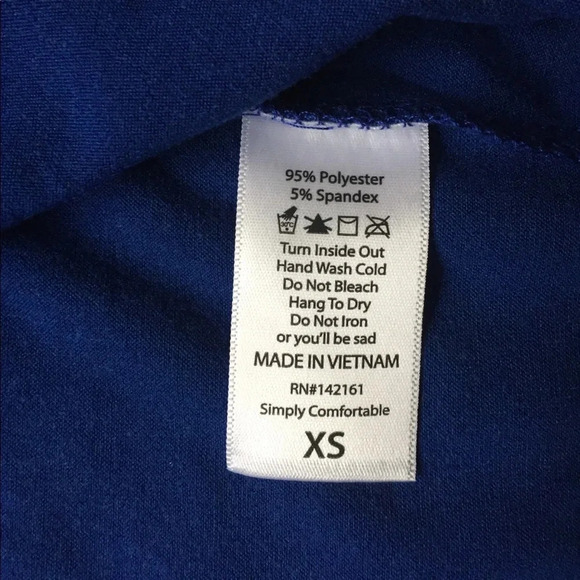 95% Polyester
5% Spandex
Turn Inside Out
Hand Wash Cold
Do Not Bleach
Hang To Dry
Do Not Iron
or you'll be sad
MADE IN VIETNAM
RN#142161
Simply Comfortable
XS